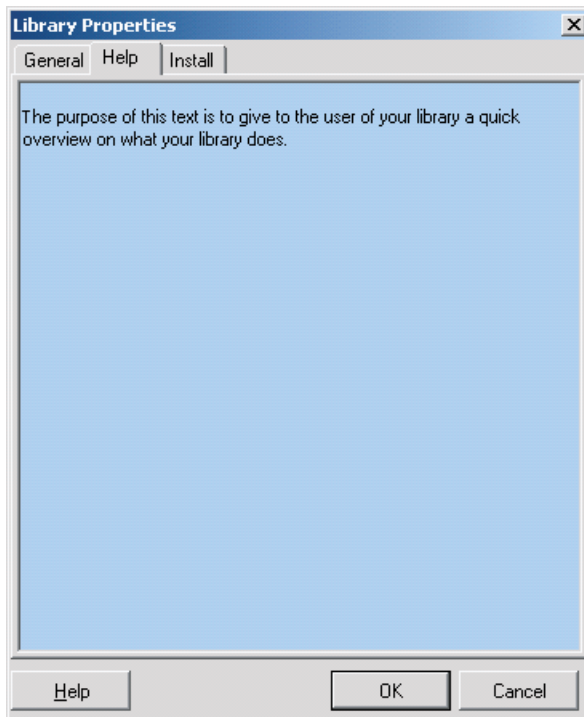 Library Properties
General Help Install
The purpose of this text is to give to the user of your library a quick
overview on what your library does.
Help OK Cancel